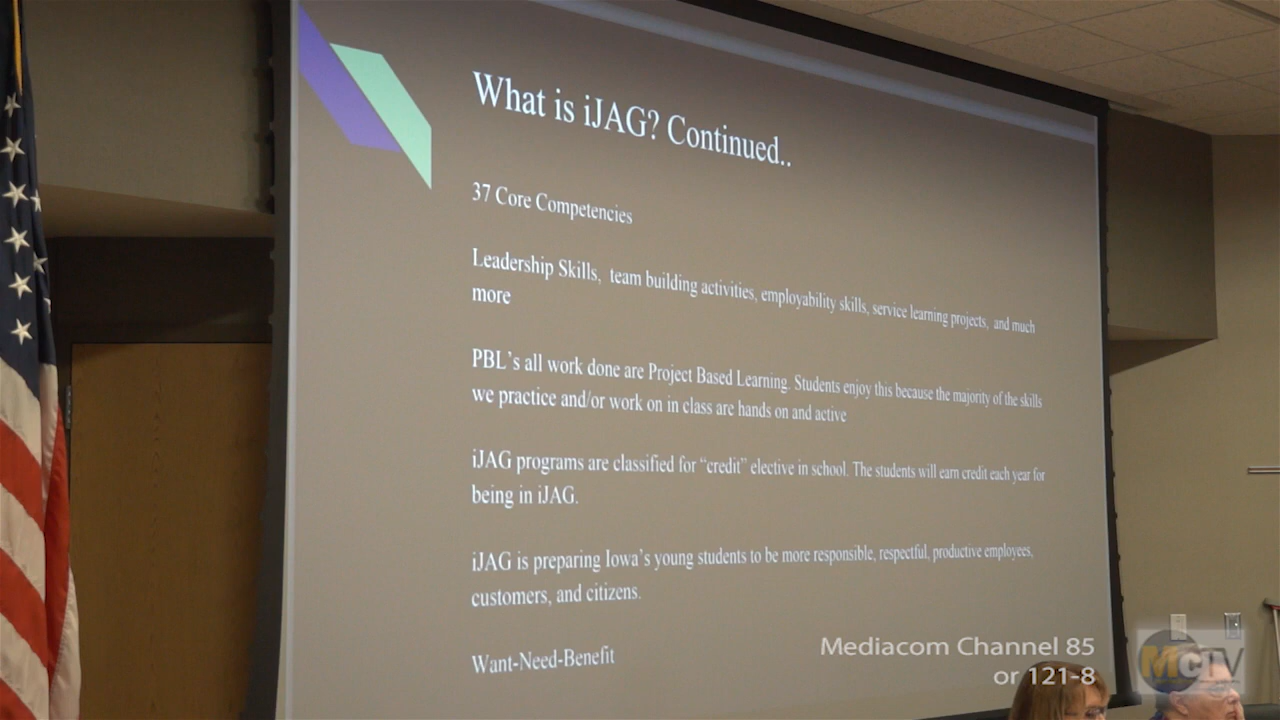 What is iJAG? Continued..
37 Core Competencies
Leadership Skills, team building activities, employability skills, service learning projects, and much
more
PBL's all work done are Project Based Learning. Students enjoy this because the majority of the skills
we practice and/or work on in class are hands on and active
iJAG programs are classified for “credit” elective in school. The students will earn credit each year for
being in iJAG.
iJAG is preparing Iowa's young students to be more responsible, respectful, productive employees,
customers, and citizens.
Want-Need-Benefit
Mediacom Channel 85
or 121-8
McTV